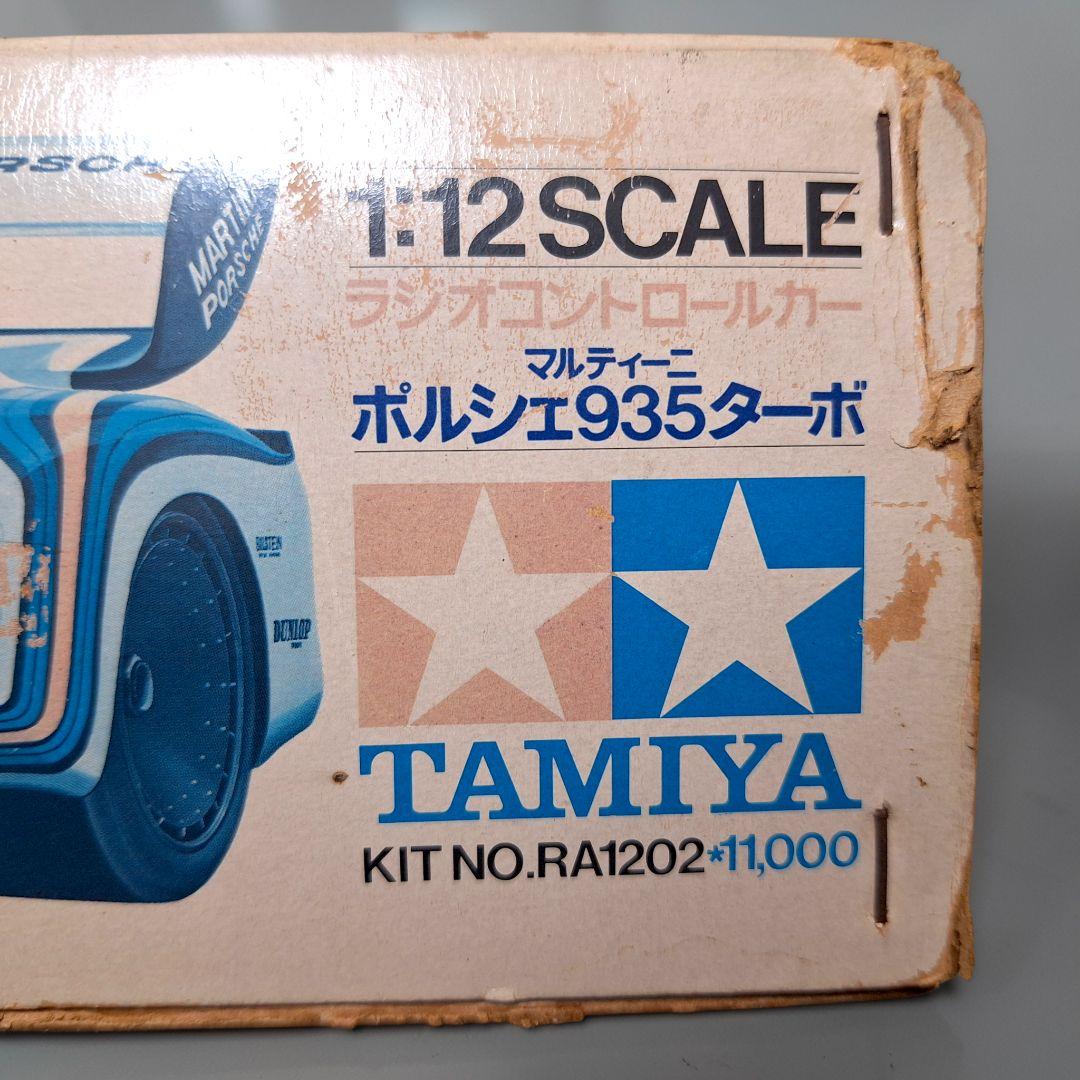 MARTINI
PORSCHE
1:12 SCALE
ラジオコントロールカー
マルティーニ
ポルシェ935ターボ
BILSTEIN
DUNLOP
TAMIYA
KIT NO.RA1202*11,000